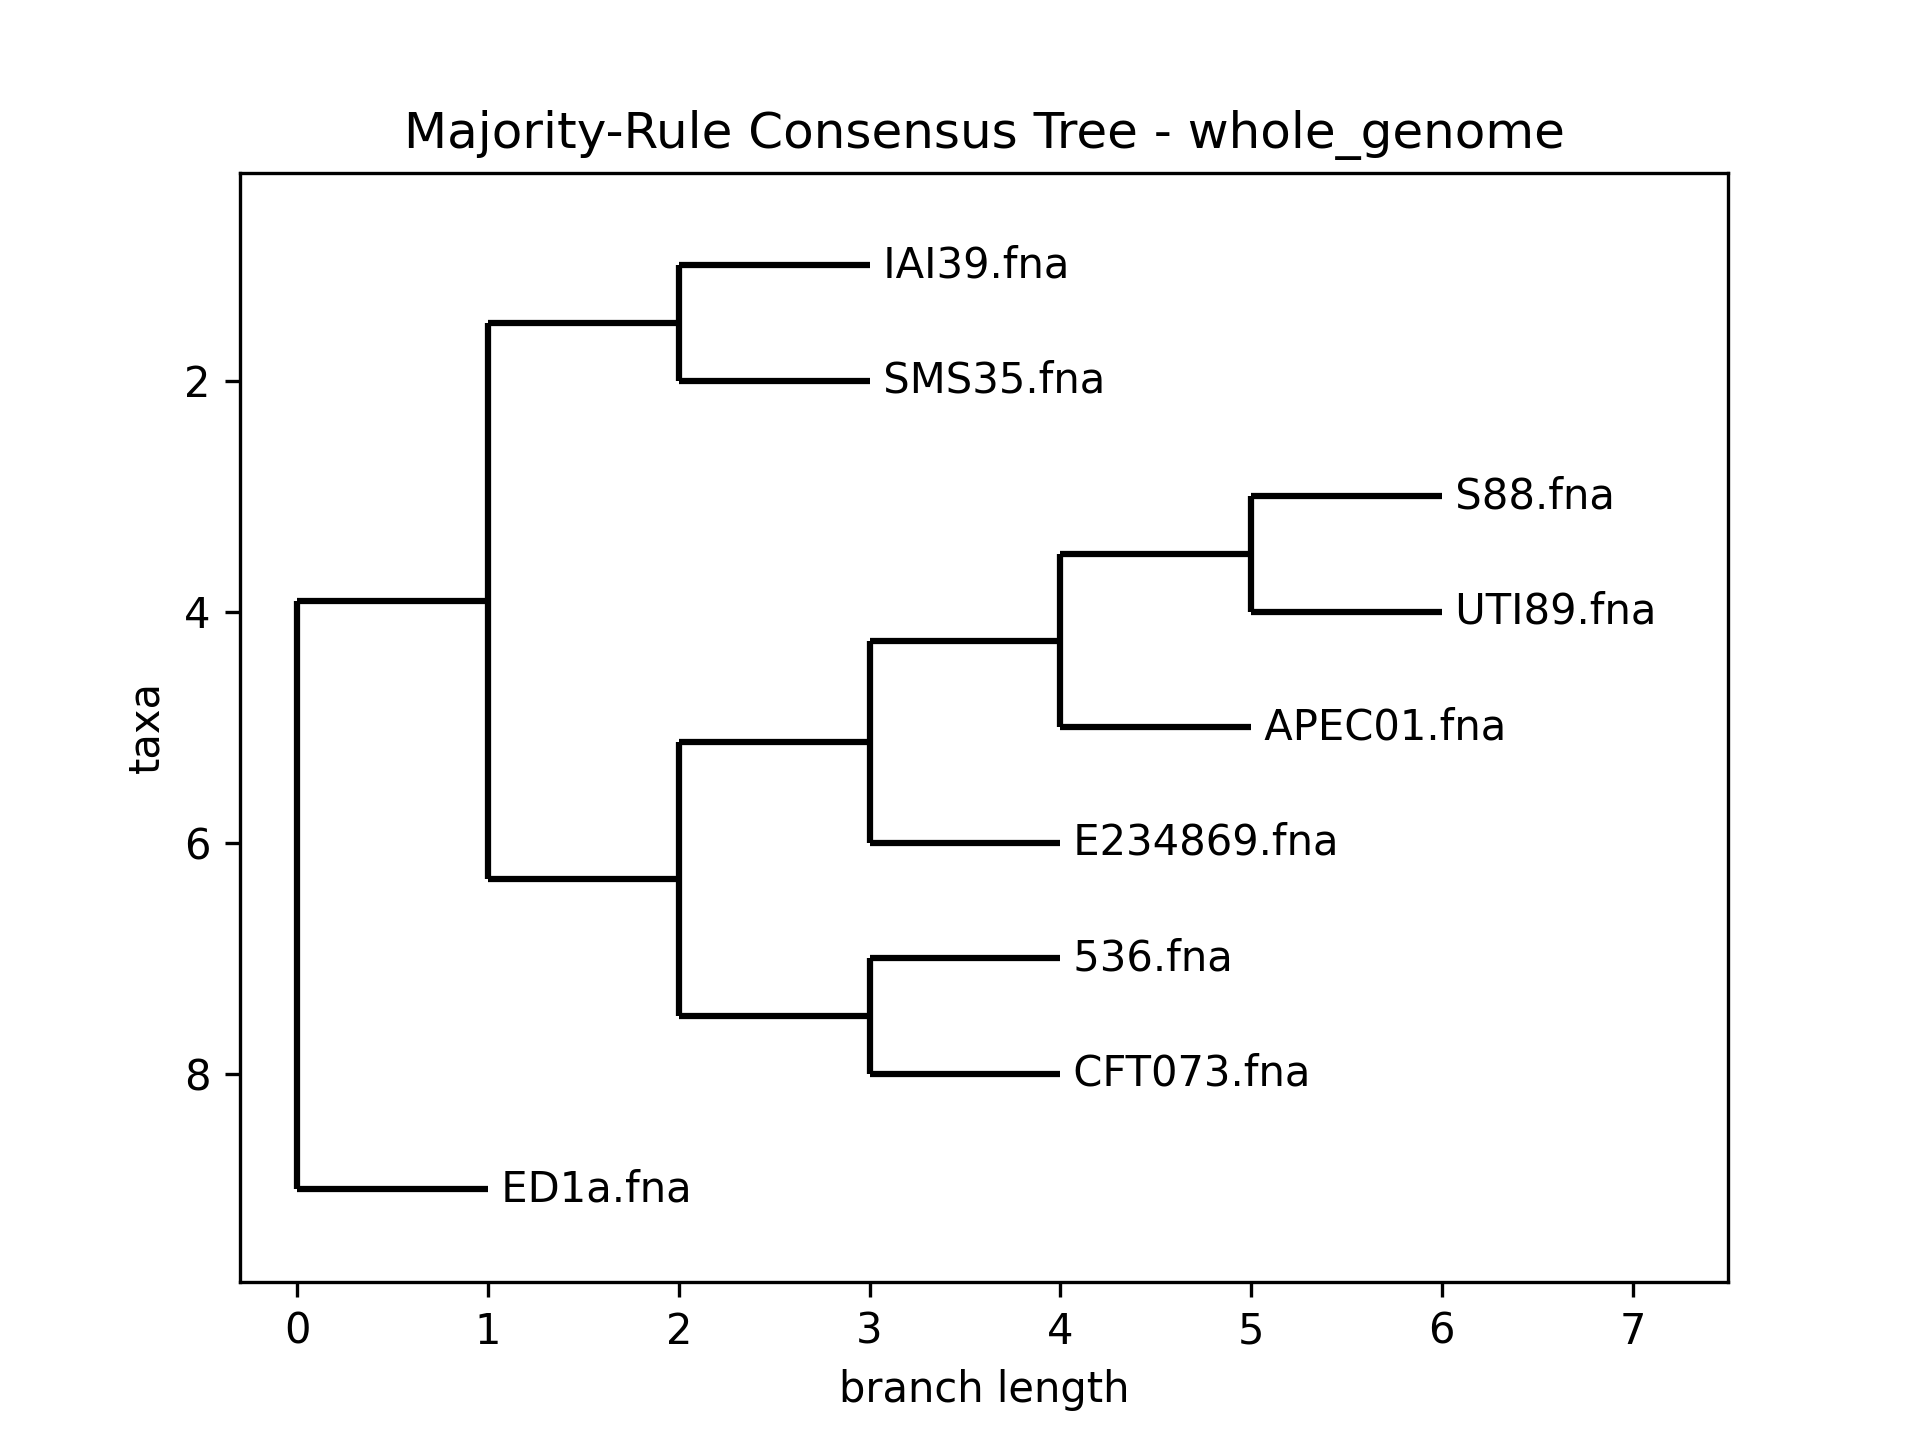 Majority-Rule Consensus Tree - whole_genome
IAI39.fna
2
SMS35.fna
S88.fna
4
UTI89.fna
taxa
APEC01.fna
6
E234869.fna
536.fna
8
CFT073.fna
ED1a.fna
0 1 2 3 4 5 6 7
branch length